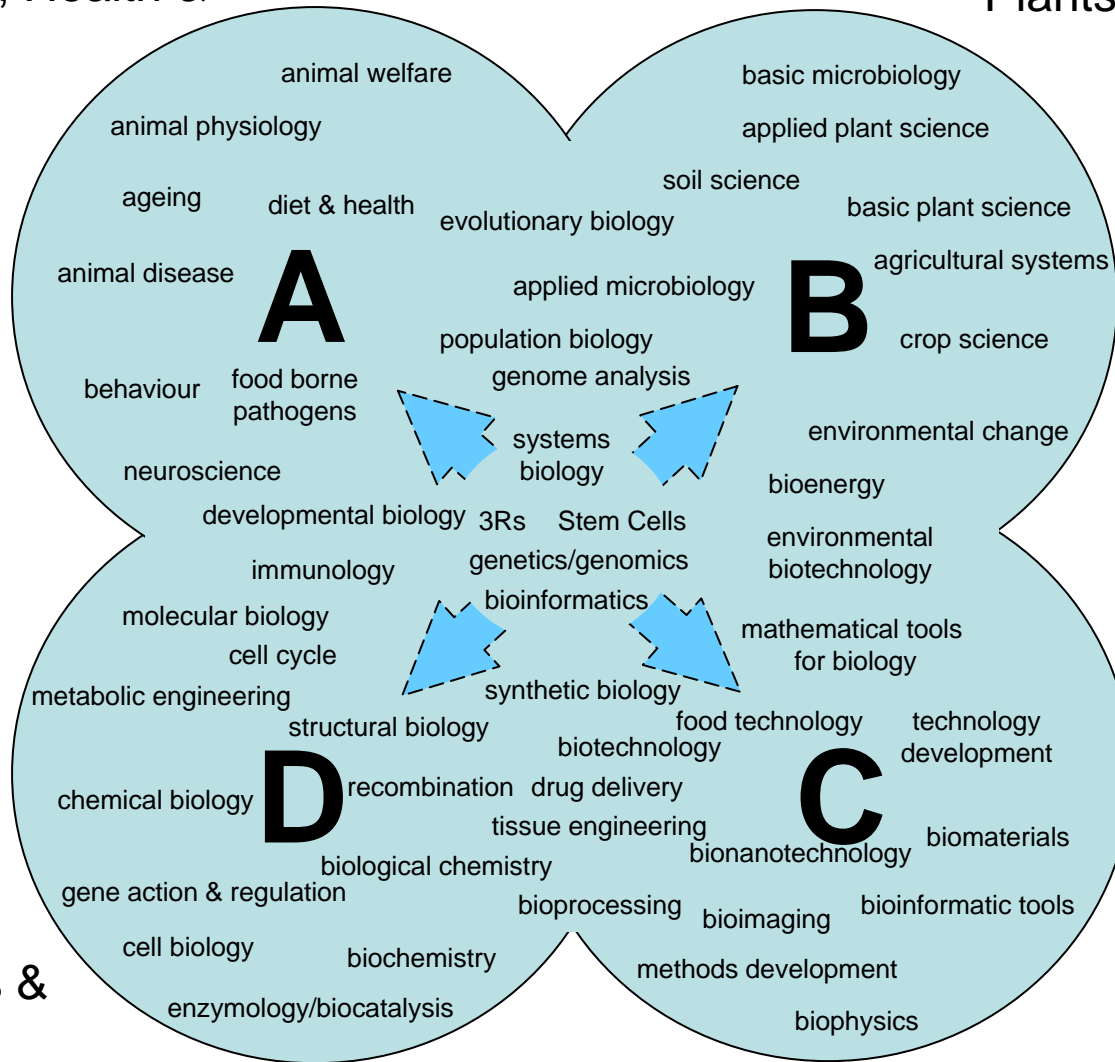 , Health &
Plants
animal welfare
basic microbiology
animal physiology
applied plant science
soil science
ageing
diet & health
basic plant science
evolutionary biology
agricultural systems
animal disease
A
B
applied microbiology
population biology
crop science
genome analysis
behaviour
food borne
pathogens
environmental change
systems
biology
neuroscience
bioenergy
developmental biology
3Rs
Stem Cells
environmental
biotechnology
genetics/genomics
immunology
bioinformatics
molecular biology
mathematical tools
for biology
cell cycle
metabolic engineering
synthetic biology
structural biology
food technology
technology
development
biotechnology
D
C
chemical biology
recombination
drug delivery
tissue engineering
biomaterials
bionanotechnology
biological chemistry
gene action & regulation
bioprocessing
bioimaging
bioinformatic tools
cell biology
biochemistry
methods development
&
enzymology/biocatalysis
biophysics